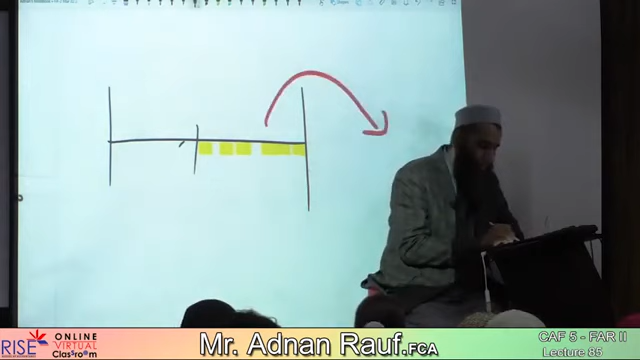 RISE
ONLINE
VIRTUAL
Classroom
Mr. Adnan Rauf.FCA
CAF 5 - FAR II
Lecture 85